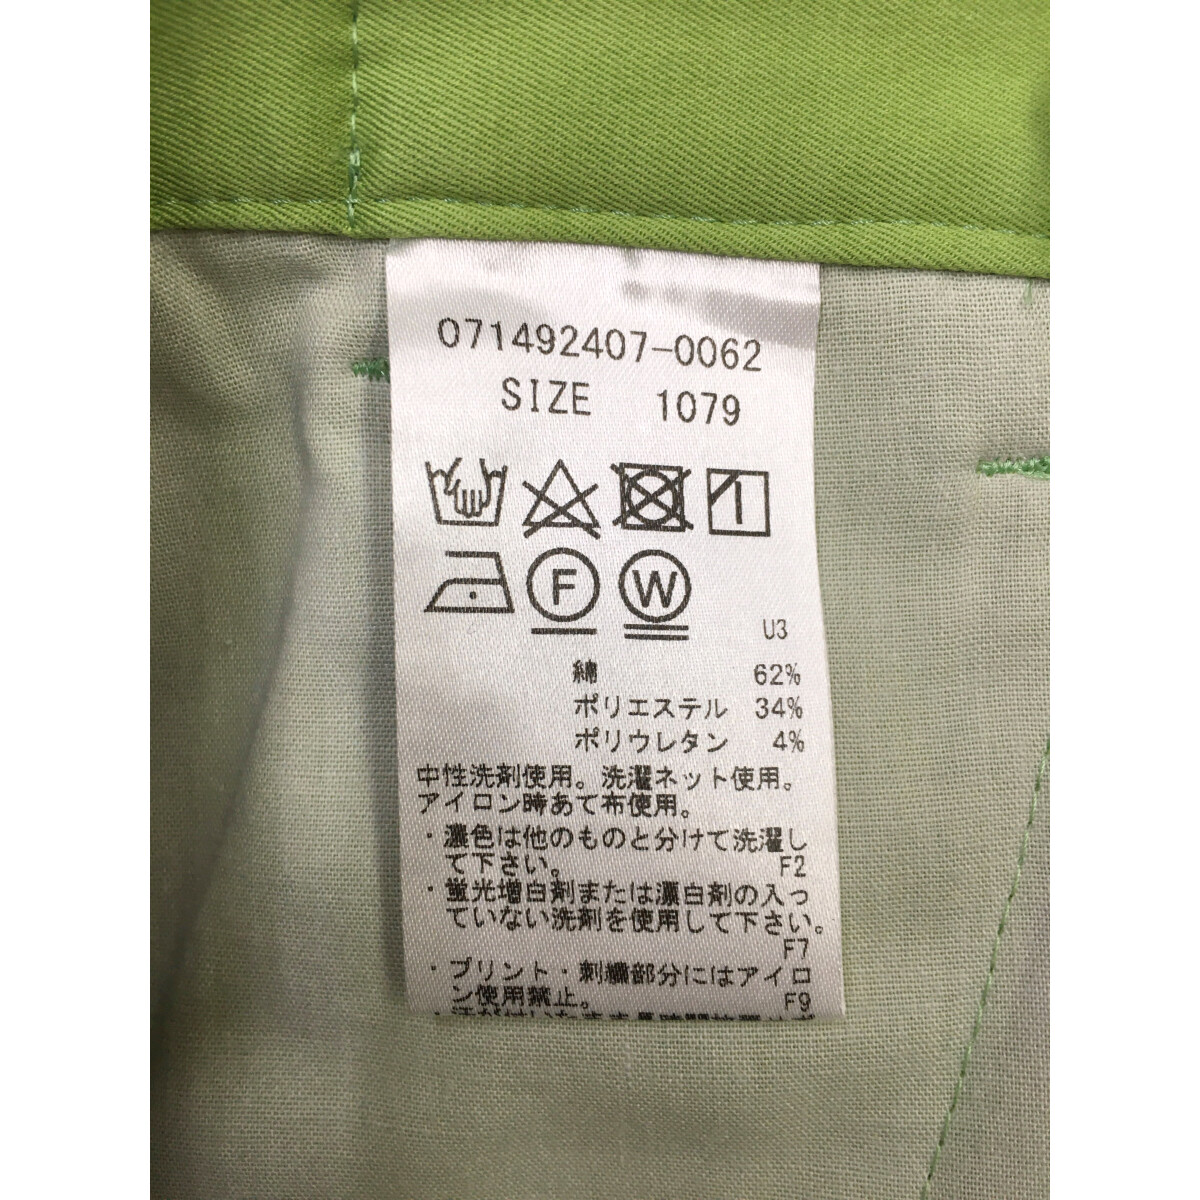 071492407-0062
SIZE 1079
F W
U3
綿 62%
ポリエステル 34%
ポリウレタン 4%
中性洗剤使用。洗濯ネット使用。
アイロン時あて布使用。
・濃色は他のものと分けて洗濯し
て下さい。 F2
・蛍光増白剤または漂白剤の入っ
ていない洗剤を使用して下さい。
F7
・プリント・刺繍部分にはアイロ
ン使用禁止。 F9